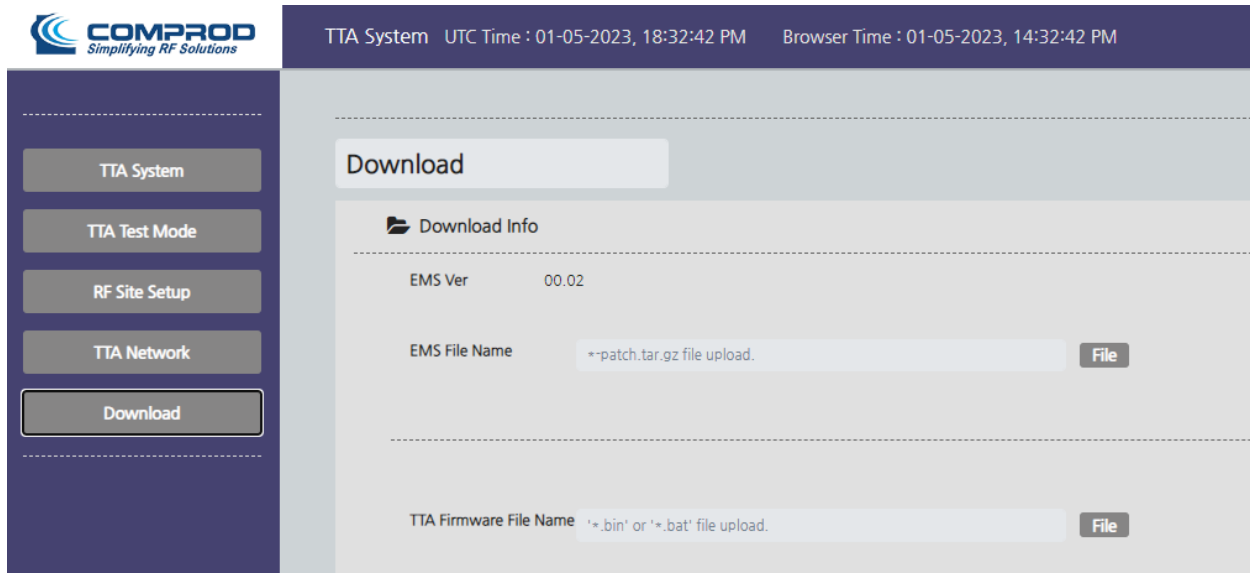 COMPROD
Simplifying RF Solutions
TTA System UTC Time : 01-05-2023, 18:32:42 PM Browser Time : 01-05-2023, 14:32:42 PM
TTA System
TTA Test Mode
RF Site Setup
TTA Network
Download
Download
Download Info
EMS Ver 00.02
EMS File Name *-patch.tar.gz file upload. File
TTA Firmware File Name '*.bin' or '*.bat' file upload. File